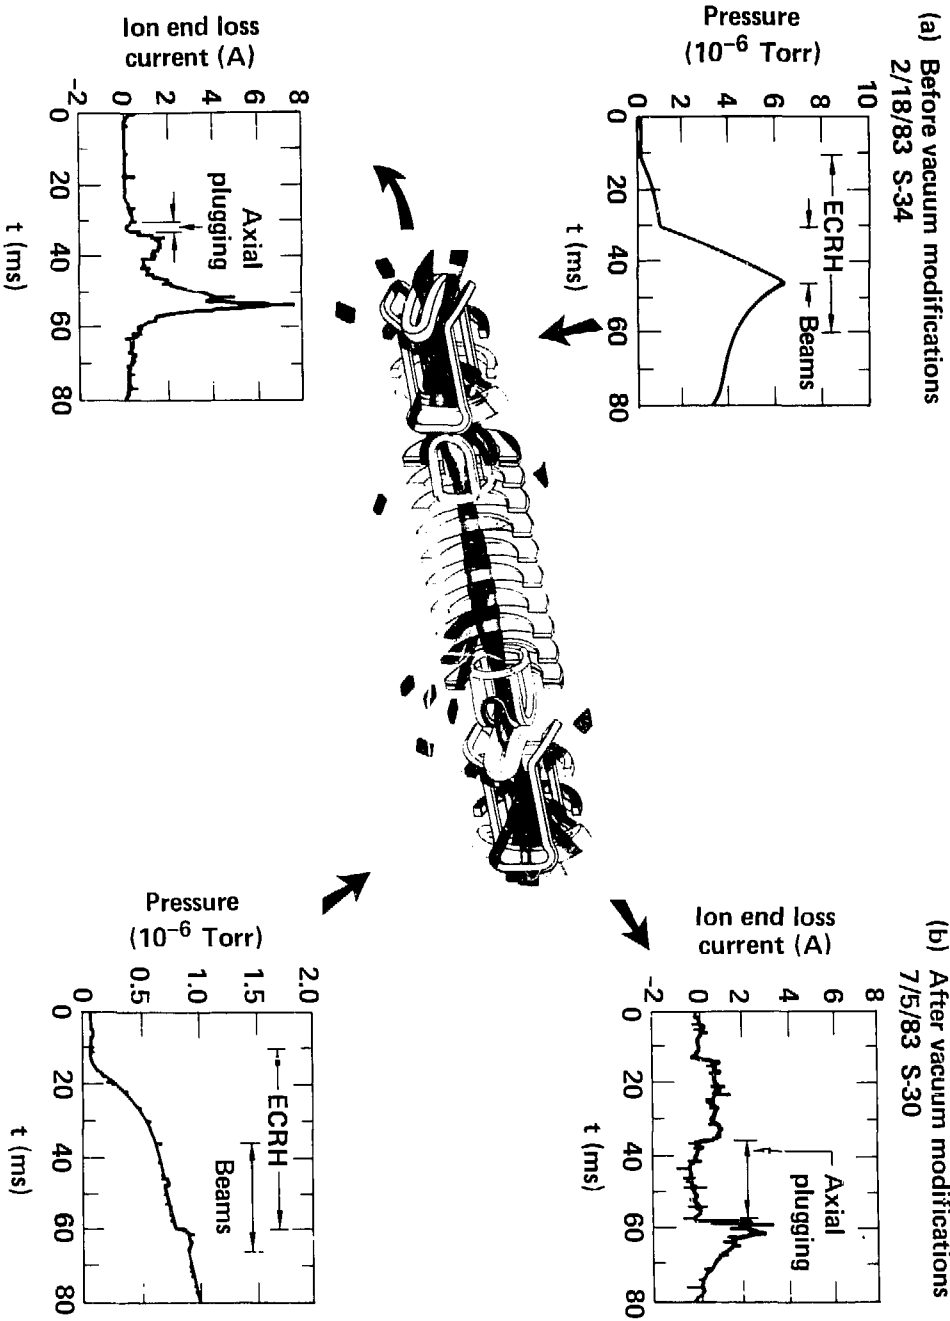 (a) Before vacuum modifications
2/18/83 S-34
Pressure
(10⁻⁶ Torr)
10
8
6
4
2
0
ECRH
Beams
0 20 40 60 80
t (ms)
Ion end loss
current (A)
8
6
4
2
0
-2
Axial
plugging
0 20 40 60 80
t (ms)
(b) After vacuum modifications
7/5/83 S-30
Ion end loss
current (A)
8
6
4
2
0
-2
Axial
plugging
0 20 40 60 80
t (ms)
Pressure
(10⁻⁶ Torr)
2.0
1.5
1.0
0.5
0
ECRH
Beams
0 20 40 60 80
t (ms)